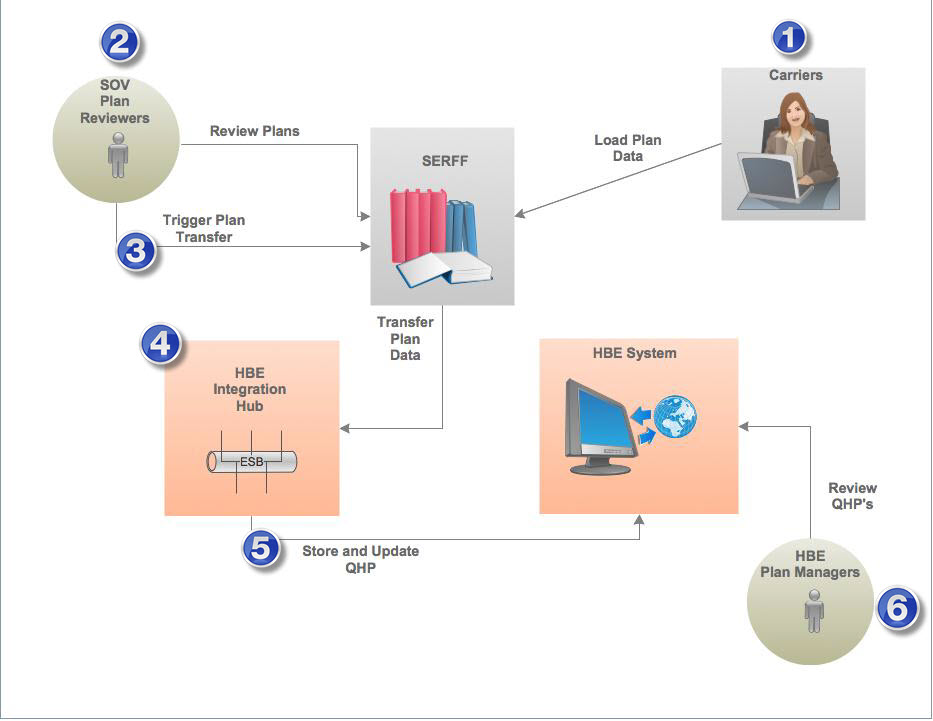 1
Carriers
2
SOV
Plan
Reviewers
Review Plans
Load Plan
Data
SERFF
Trigger Plan
Transfer
3
Transfer
Plan
Data
4
HBE
Integration
Hub
ESB
HBE System
5
Store and Update
QHP
Review
QHP's
HBE
Plan Managers
6